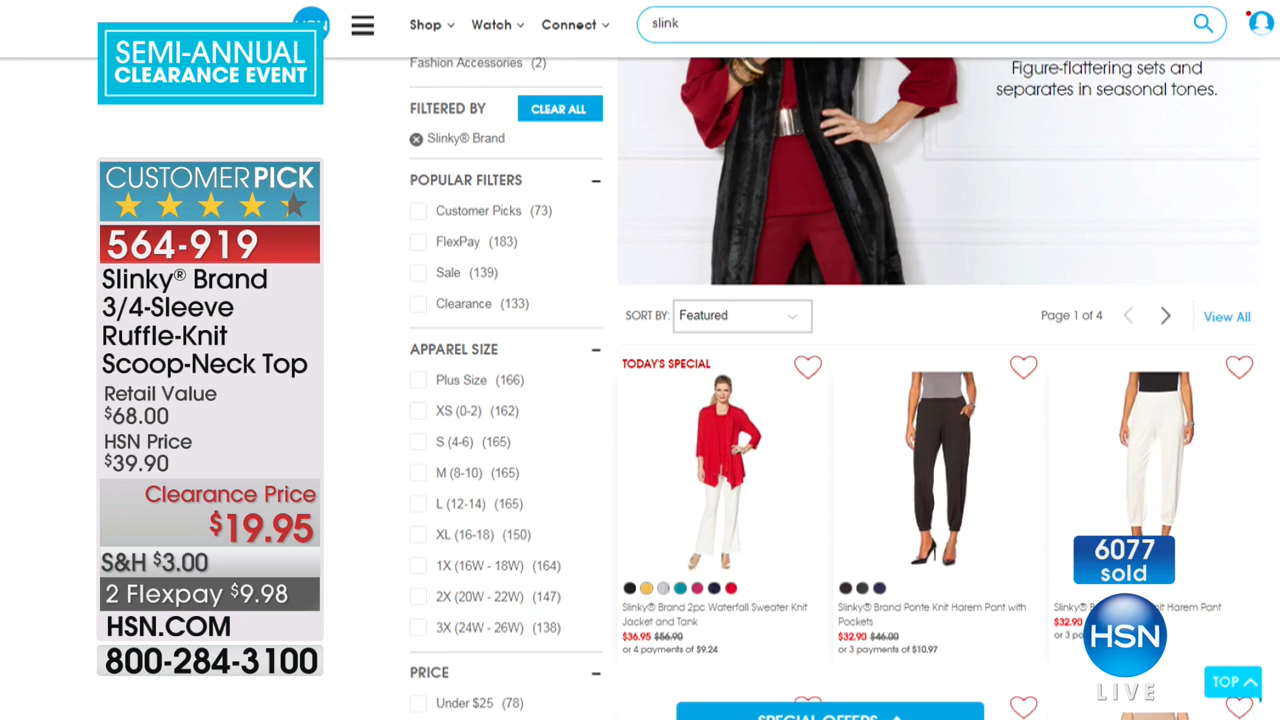 SEMI-ANNUAL
CLEARANCE EVENT
CUSTOMER PICK
564-919
Slinky® Brand
3/4-Sleeve
Ruffle-Knit
Scoop-Neck Top
Retail Value
$68.00
HSN Price
$39.90
Clearance Price
$19.95
S&H $3.00
2 Flexpay $9.98
HSN.COM
800-284-3100
Shop
Watch
Connect
slink
Fashion Accessories (2)
FILTERED BY
CLEAR ALL
Slinky® Brand
POPULAR FILTERS
Customer Picks (73)
FlexPay (183)
Sale (139)
Clearance (133)
APPAREL SIZE
Plus Size (166)
XS (0-2) (162)
S (4-6) (165)
M (8-10) (165)
L (12-14) (165)
XL (16-18) (150)
1X (16W - 18W) (164)
2X (20W - 22W) (147)
3X (24W - 26W) (138)
PRICE
Under $25 (78)
Figure-flattering sets and
separates in seasonal tones.
SORT BY: Featured
Page 1 of 4
View All
TODAY'S SPECIAL
Slinky® Brand 2pc Waterfall Sweater Knit
Jacket and Tank
$36.95 $56.90
or 4 payments of $9.24
Slinky® Brand Ponte Knit Harem Pant with
Pockets
$32.90 $46.00
or 3 payments of $10.97
Slinky® Knit Harem Pant
$32.90
or 3
6077
sold
HSN
LIVE
TOP
SPECIAL OFFERS